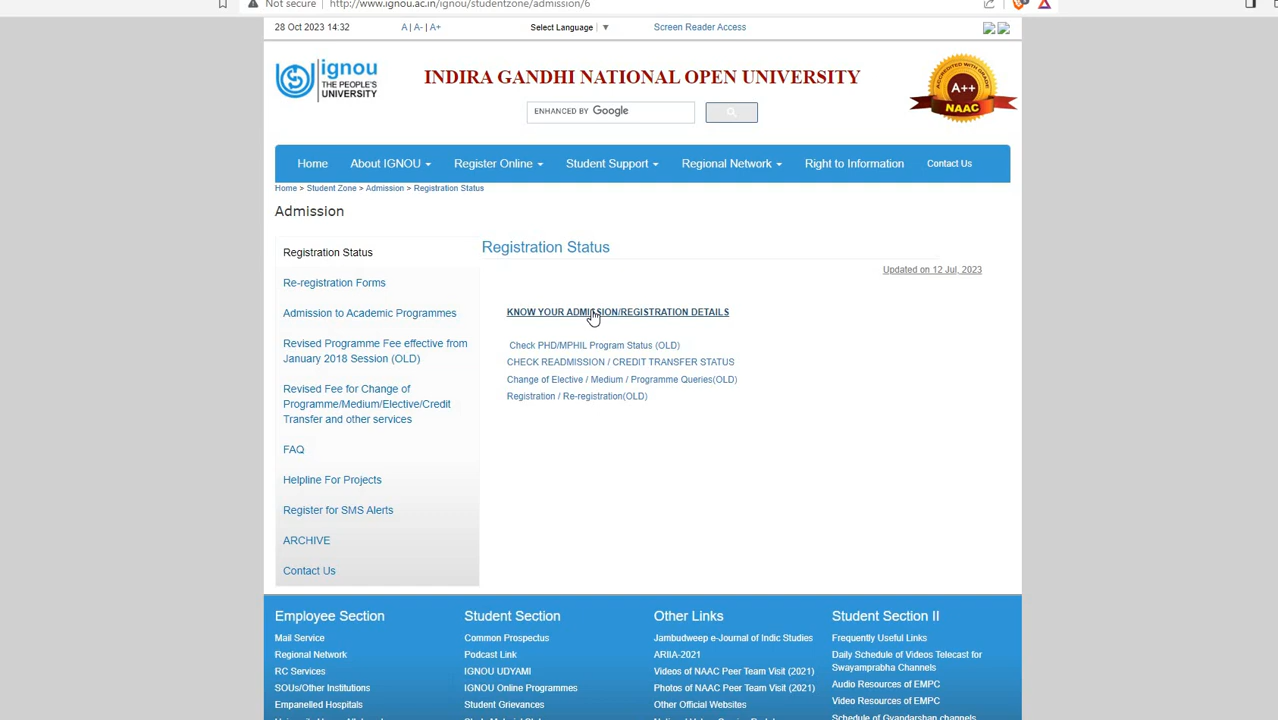 Not secure http://www.ignou.ac.in/ignou/studentzone/admission/6
28 Oct 2023 14:32 A | A- | A+ Select Language ▼ Screen Reader Access
ignou
THE PEOPLE'S
UNIVERSITY
INDIRA GANDHI NATIONAL OPEN UNIVERSITY
ENHANCED BY Google
ACCREDITED WITH GRADE
A++
NAAC
Home About IGNOU Register Online Student Support Regional Network Right to Information Contact Us
Home > Student Zone > Admission > Registration Status
Admission
Registration Status
Re-registration Forms
Admission to Academic Programmes
Revised Programme Fee effective from
January 2018 Session (OLD)
Revised Fee for Change of
Programme/Medium/Elective/Credit
Transfer and other services
FAQ
Helpline For Projects
Register for SMS Alerts
ARCHIVE
Contact Us
Registration Status
Updated on 12 Jul, 2023
KNOW YOUR ADMISSION/REGISTRATION DETAILS
Check PHD/MPHIL Program Status (OLD)
CHECK READMISSION / CREDIT TRANSFER STATUS
Change of Elective / Medium / Programme Queries(OLD)
Registration / Re-registration(OLD)
Employee Section
Mail Service
Regional Network
RC Services
SOUs/Other Institutions
Empanelled Hospitals
Student Section
Common Prospectus
Podcast Link
IGNOU UDYAMI
IGNOU Online Programmes
Student Grievances
Other Links
Jambudweep e-Journal of Indic Studies
ARIIA-2021
Videos of NAAC Peer Team Visit (2021)
Photos of NAAC Peer Team Visit (2021)
Other Official Websites
Student Section II
Frequently Useful Links
Daily Schedule of Videos Telecast for
Swayamprabha Channels
Audio Resources of EMPC
Video Resources of EMPC
Schedule of Gyandarshan channels